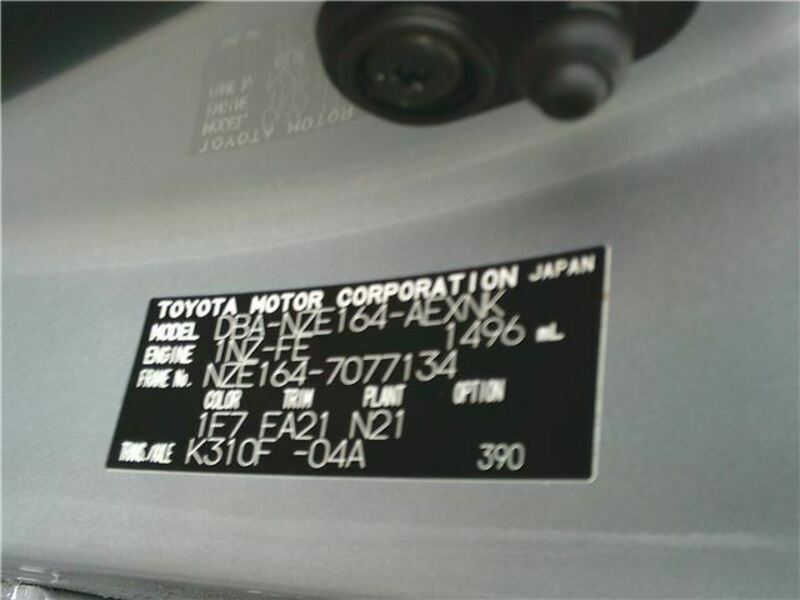 TOYOTA MOTOR CORPORATION JAPAN
MODEL DBA-NZE164-AEXNK
ENGINE 1NZ-FE 1496 mL
FRAME No. NZE164-7077134
COLOR TRIM PLANT OPTION
1F7 FA21 N21
TRANS./AXLE K310F -04A 390